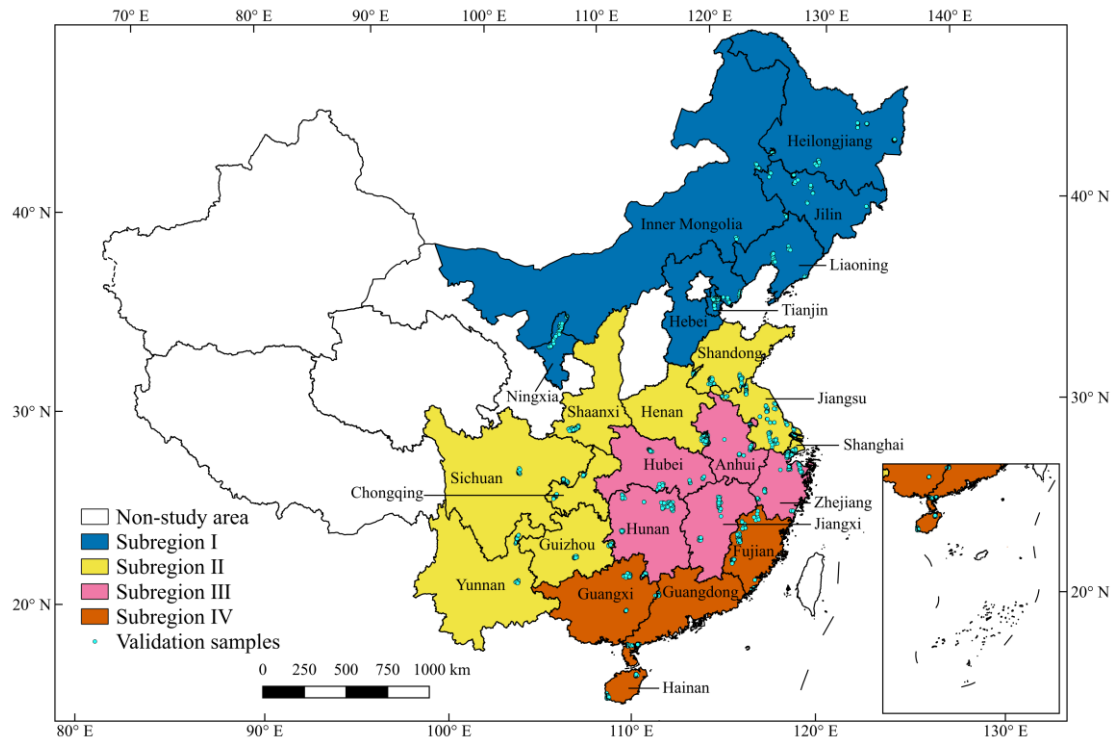 70° E 80° E 90° E 100° E 110° E 120° E 130° E 140° E
Heilongjiang
40° N
40° N
Jilin
Inner Mongolia
Liaoning
Tianjin
Hebei
Shandong
Ningxia
30° N
30° N
Jiangsu
Shaanxi
Henan
Shanghai
Hubei
Anhui
Sichuan
Chongqing
Zhejiang
Jiangxi
Hunan
Guizhou
Fujian
Yunnan
Guangxi
Guangdong
20° N
20° N
Hainan
Non-study area
Subregion I
Subregion II
Subregion III
Subregion IV
Validation samples
0 250 500 750 1000 km
80° E 90° E 100° E 110° E 120° E 130° E